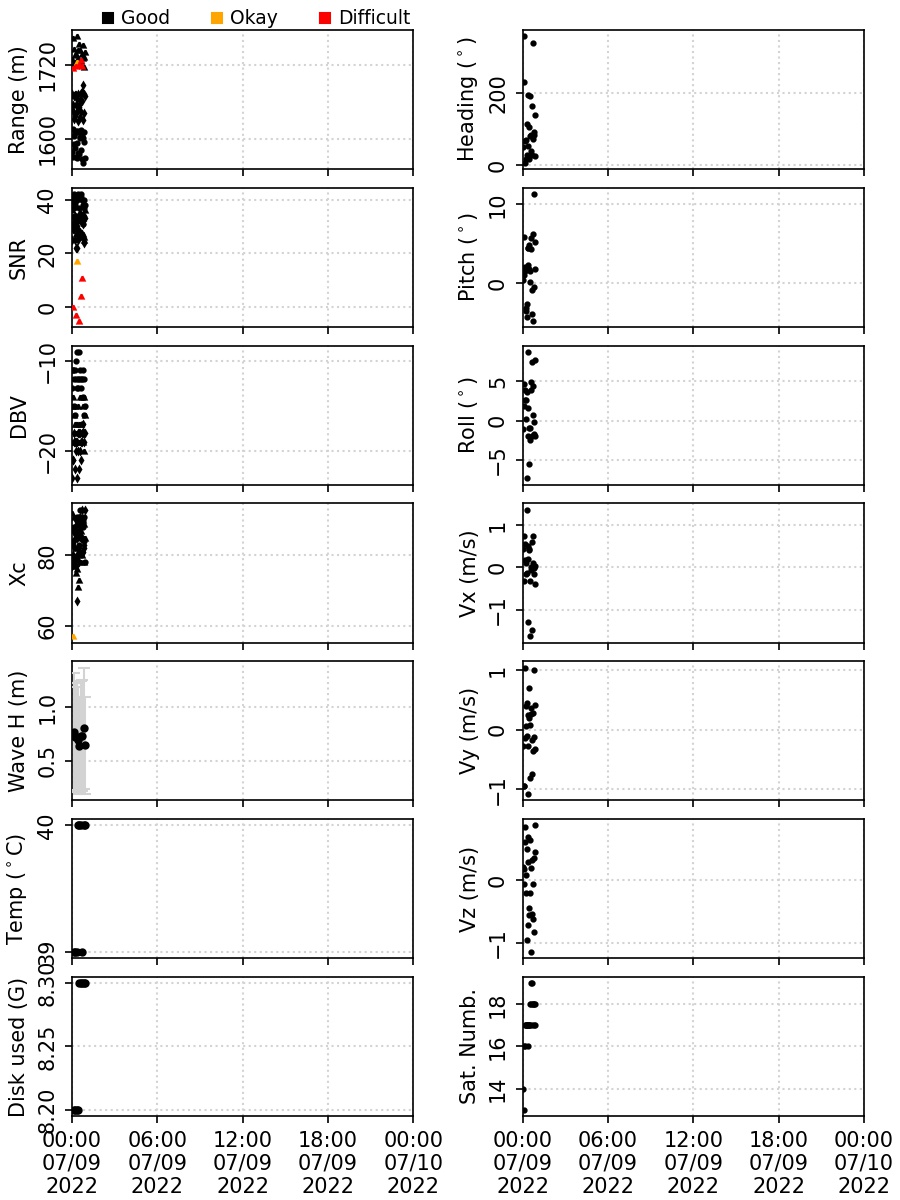 Good Okay Difficult
Range (m) 1720 1600
Heading (°) 200 0
SNR 40 20 0
Pitch (°) 10 0
DBV −10 −20
Roll (°) 5 0 −5
Xc 80 60
Vx (m/s) 1 0 −1
Wave H (m) 1.0 0.5
Vy (m/s) 1 0 −1
Temp (°C) 40 39
Vz (m/s) 0 −1
Disk used (G) 8.30 8.25 8.20
Sat. Numb. 18 16 14
00:00 06:00 12:00 18:00 00:00 00:00 06:00 12:00 18:00 00:00
07/09 07/09 07/09 07/09 07/10 07/09 07/09 07/09 07/09 07/10
2022 2022 2022 2022 2022 2022 2022 2022 2022 2022